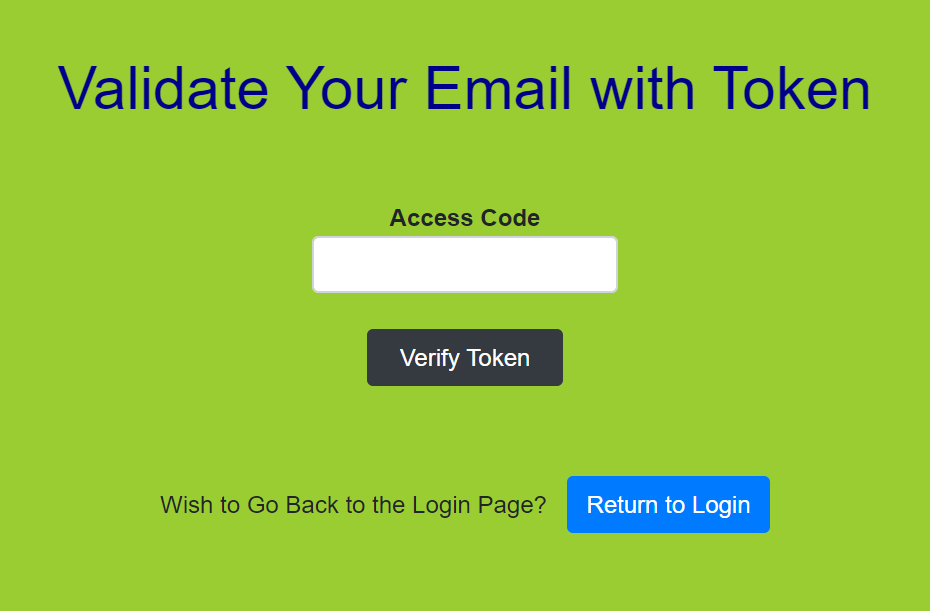 Validate Your Email with Token
Access Code
Verify Token
Wish to Go Back to the Login Page? Return to Login